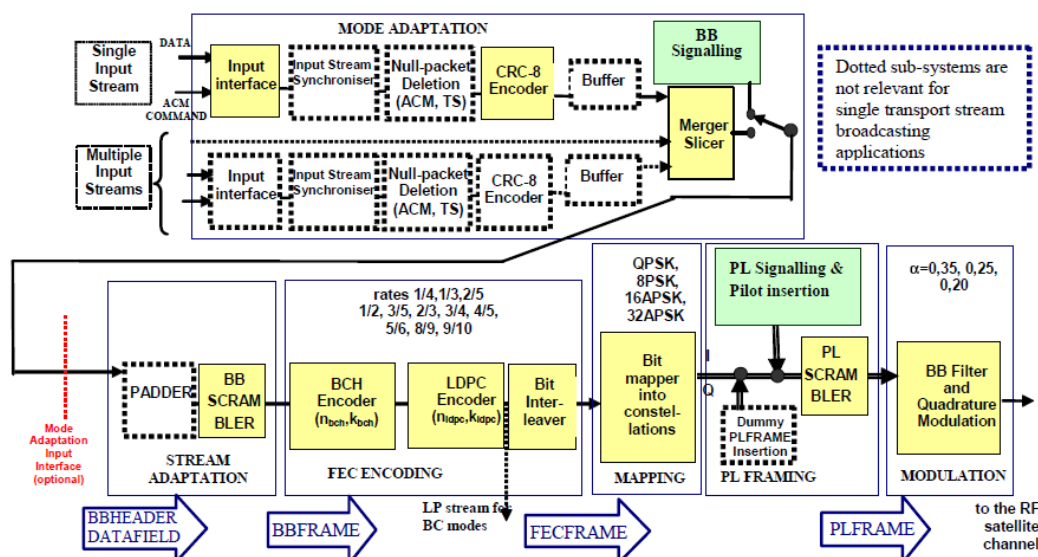 MODE ADAPTATION
BB
Signalling
DATA
Single
Input
Stream
ACM
COMMAND
Input
interface
Input Stream
Synchroniser
Null-packet
Deletion
(ACM, TS)
CRC-8
Encoder
Buffer
Merger
Slicer
Dotted sub-systems are
not relevant for
single transport stream
broadcasting
applications
Multiple
Input
Streams
Input
interface
Input Stream
Synchroniser
Null-packet
Deletion
(ACM, TS)
CRC-8
Encoder
Buffer
rates 1/4,1/3,2/5
1/2, 3/5, 2/3, 3/4, 4/5,
5/6, 8/9, 9/10
QPSK,
8PSK,
16APSK,
32APSK
PL Signalling &
Pilot insertion
α=0,35, 0,25,
0,20
PADDER
BB
SCRAM
BLER
BCH
Encoder
(nbch,kbch)
LDPC
Encoder
(nldpc,kldpc)
Bit
Inter-
leaver
Bit
mapper
into
constel-
lations
I
Q
PL
SCRAM
BLER
BB Filter
and
Quadrature
Modulation
Dummy
PLFRAME
Insertion
Mode
Adaptation
Input
Interface
(optional)
STREAM
ADAPTATION
FEC ENCODING
MAPPING
PL FRAMING
MODULATION
BBHEADER
DATAFIELD
BBFRAME
LP stream for
BC modes
FECFRAME
PLFRAME
to the RF
satellite
channel